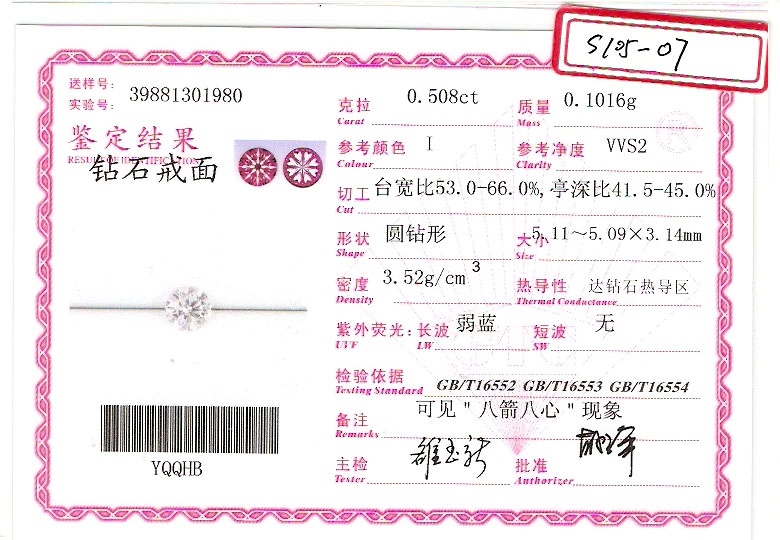 S105-07
送样号:
实验号: 39881301980
鉴定结果
RESULT OF IDENTIFICATION
钻石戒面
YQQHB
克拉 0.508ct 质量 0.1016g
Carat Mass
参考颜色 I 参考净度 VVS2
Colour Clarity
切工 台宽比53.0-66.0%,亭深比41.5-45.0%
Cut
形状 圆钻形 大小 5.11～5.09×3.14mm
Shape Size
密度 3.52g/cm3 热导性 达钻石热导区
Density Thermal Conductance
紫外荧光: 长波 弱蓝 短波 无
UVF LW SW
检验依据 GB/T16552 GB/T16553 GB/T16554
Testing Standard
备注 可见"八箭八心"现象
Remarks
主检 批准
Tester Authorizer